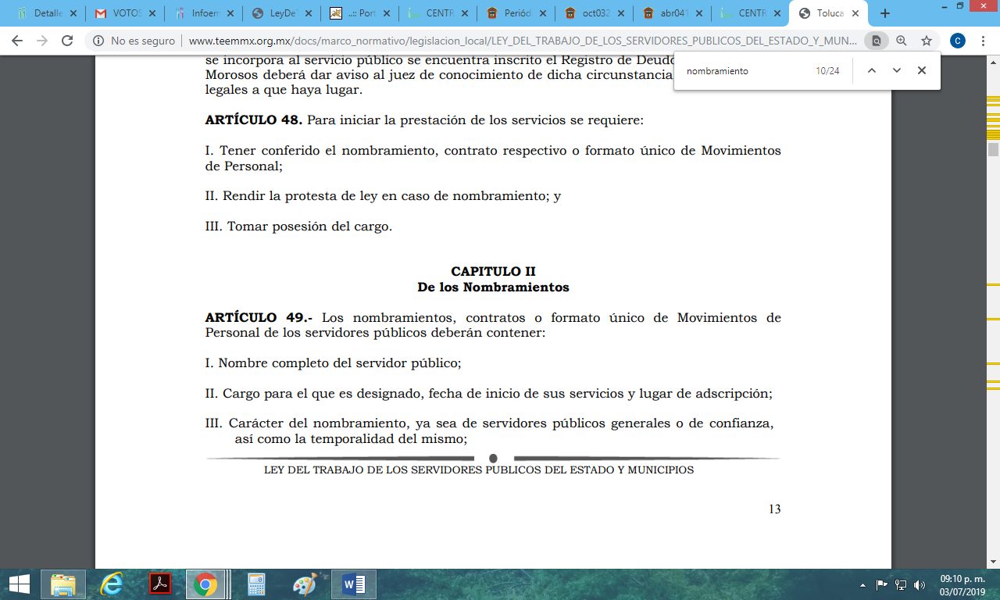 Detalle
VOTOS
Infoem
LeyDeT
..:: Port
CENTR
Periód
oct032
abr041
CENTR
Toluca
No es seguro
www.teemmx.org.mx/docs/marco_normativo/legislacion_local/LEY_DEL_TRABAJO_DE_LOS_SERVIDORES_PUBLICOS_DEL_ESTADO_Y_MUN...
C
nombramiento 10/24
se incorpora al servicio público se encuentra inscrito el Registro de Deudo
Morosos deberá dar aviso al juez de conocimiento de dicha circunstancia
legales a que haya lugar.
ARTÍCULO 48. Para iniciar la prestación de los servicios se requiere:
I. Tener conferido el nombramiento, contrato respectivo o formato único de Movimientos
de Personal;
II. Rendir la protesta de ley en caso de nombramiento; y
III. Tomar posesión del cargo.
CAPITULO II
De los Nombramientos
ARTÍCULO 49.- Los nombramientos, contratos o formato único de Movimientos de
Personal de los servidores públicos deberán contener:
I. Nombre completo del servidor público;
II. Cargo para el que es designado, fecha de inicio de sus servicios y lugar de adscripción;
III. Carácter del nombramiento, ya sea de servidores públicos generales o de confianza,
así como la temporalidad del mismo;
LEY DEL TRABAJO DE LOS SERVIDORES PUBLICOS DEL ESTADO Y MUNICIPIOS
13
09:10 p. m.
03/07/2019